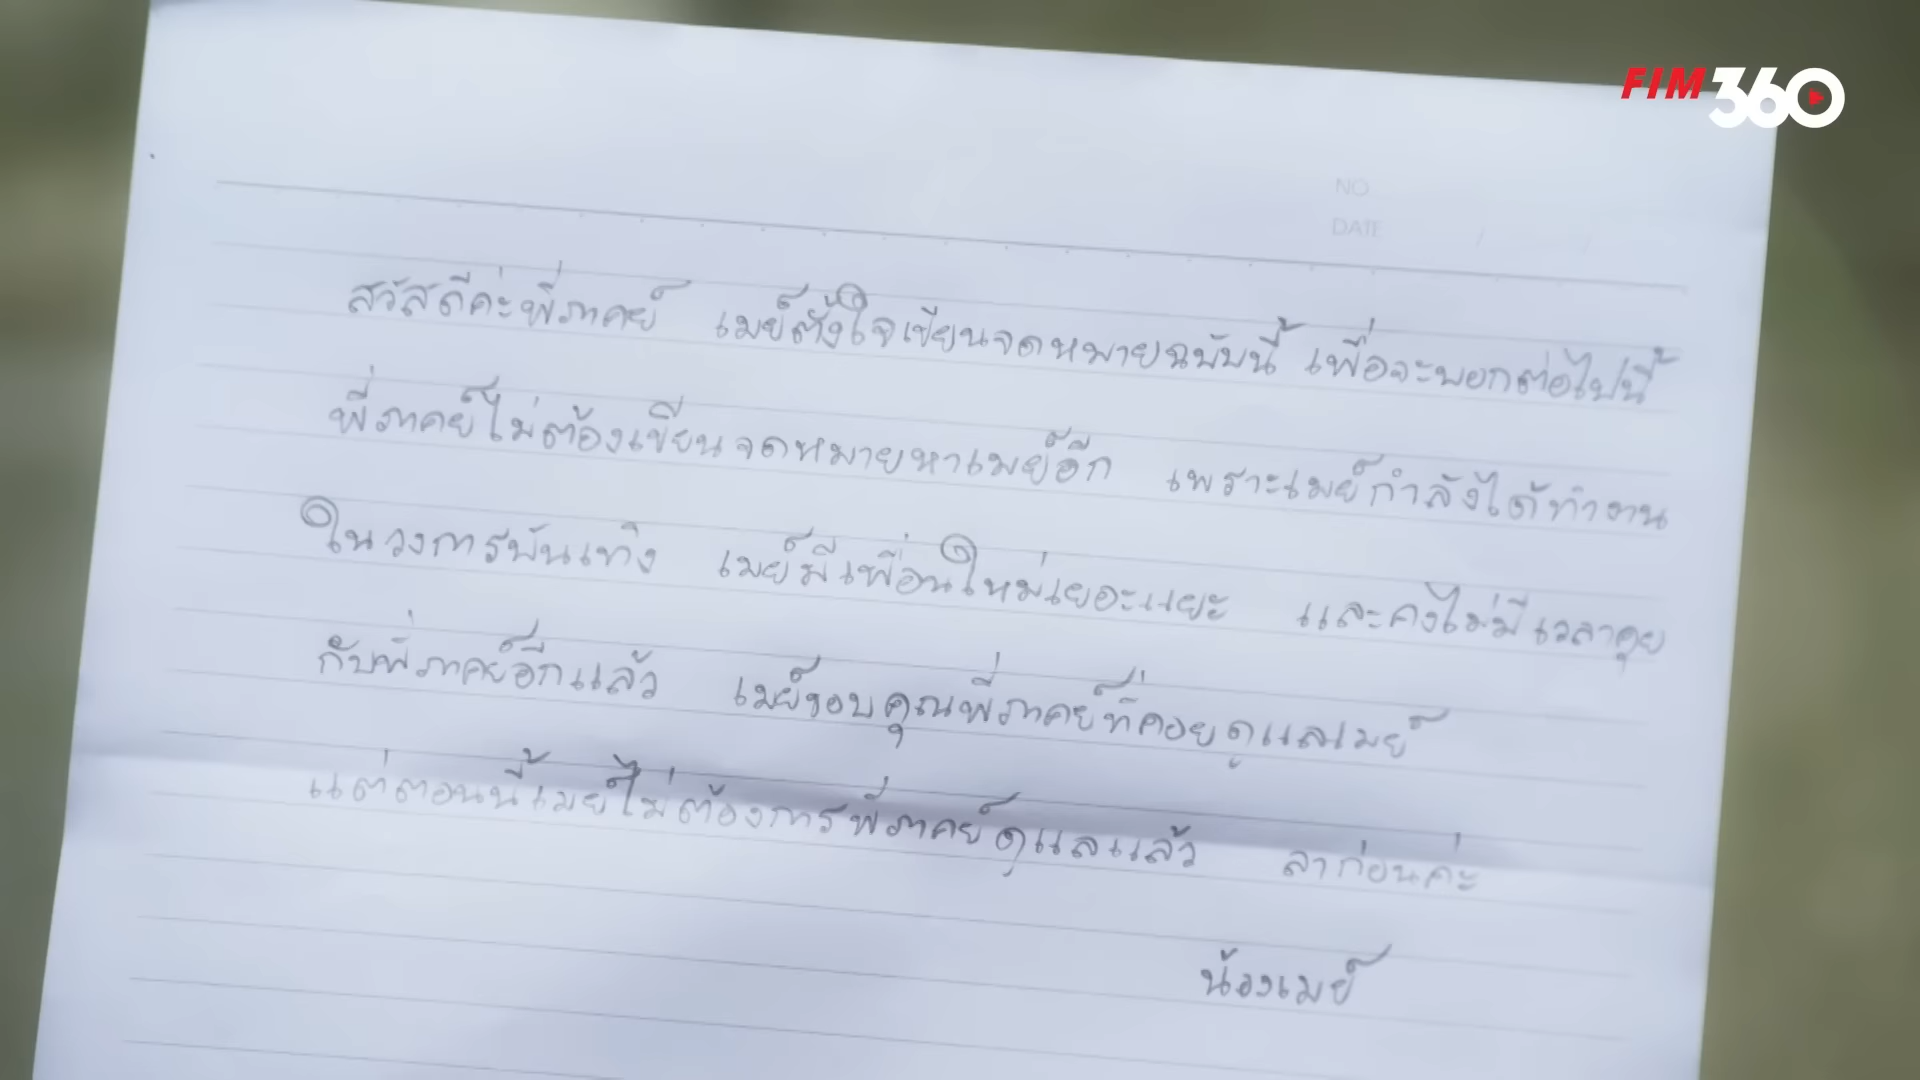 FIM360
NO
DATE / /
สวัสดีค่ะพี่ภาคย์ เมย์ตั้งใจเขียนจดหมายฉบับนี้ เพื่อจะบอกต่อไปนี้
พี่ภาคย์ไม่ต้องเขียนจดหมายหาเมย์อีก เพราะเมย์กำลังได้ทำงาน
ในวงการบันเทิง เมย์มีเพื่อนใหม่เยอะแยะ และคงไม่มีเวลาคุย
กับพี่ภาคย์อีกแล้ว เมย์ขอบคุณพี่ภาคย์ที่คอยดูแลเมย์
แต่ตอนนี้เมย์ไม่ต้องการพี่ภาคย์ดูแลแล้ว ลาก่อนค่ะ
น้องเมย์